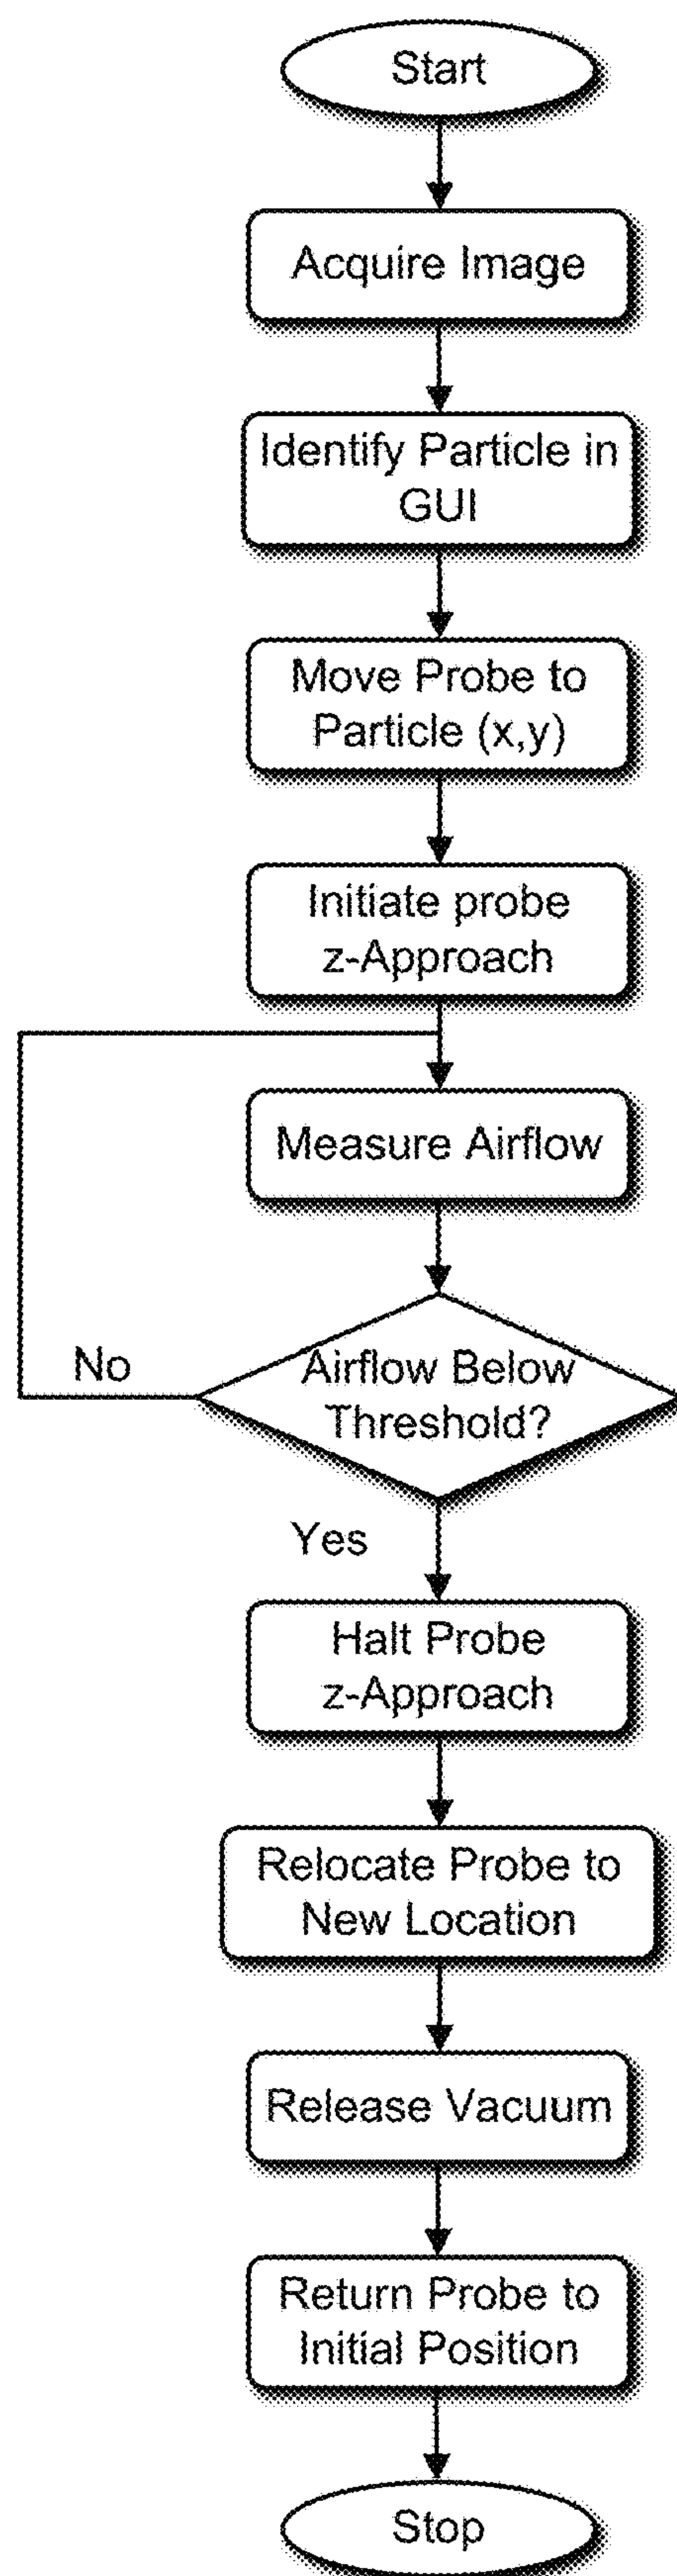 Start
Acquire Image
Identify Particle in
GUI
Move Probe to
Particle (x,y)
Initiate probe
z-Approach
Measure Airflow
No
Airflow Below
Threshold?
Yes
Halt Probe
z-Approach
Relocate Probe to
New Location
Release Vacuum
Return Probe to
Initial Position
Stop